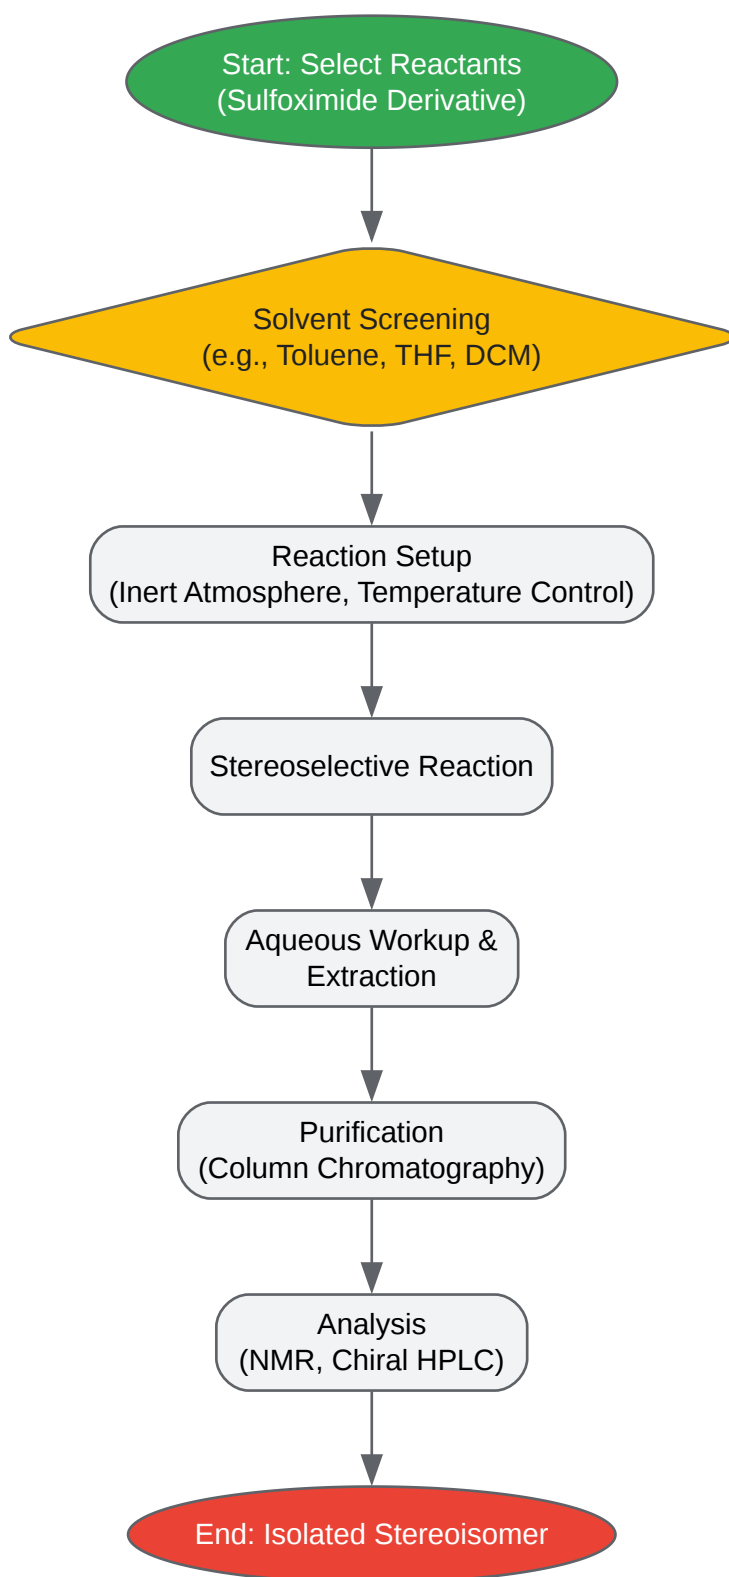 Start: Select Reactants
(Sulfoximide Derivative)
Solvent Screening
(e.g., Toluene, THF, DCM)
Reaction Setup
(Inert Atmosphere, Temperature Control)
Stereoselective Reaction
Aqueous Workup &
Extraction
Purification
(Column Chromatography)
Analysis
(NMR, Chiral HPLC)
End: Isolated Stereoisomer